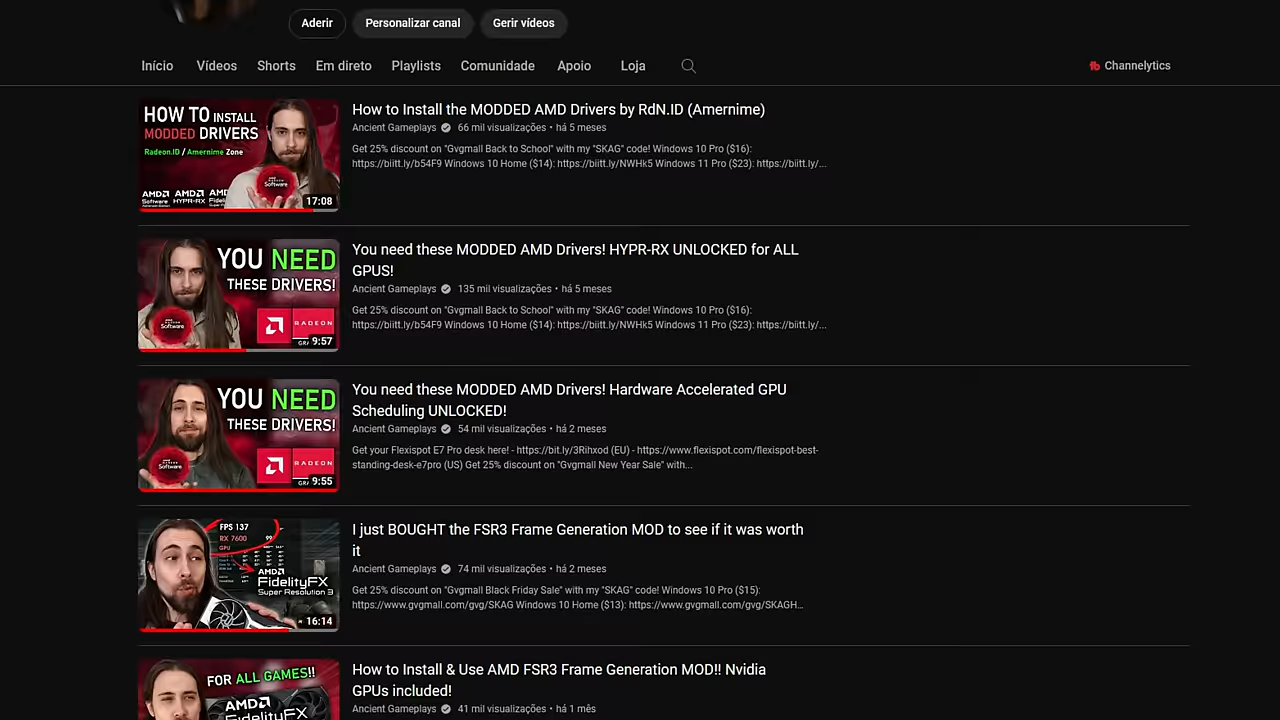 Aderir
Personalizar canal
Gerir vídeos
Início
Vídeos
Shorts
Em direto
Playlists
Comunidade
Apoio
Loja
Channelytics
HOW TO INSTALL
MODDED DRIVERS
Radeon.ID / Amernime Zone
AMD
Software
AMD
HYPR-RX
AMD
Software
17:08
How to Install the MODDED AMD Drivers by RdN.ID (Amernime)
Ancient Gameplays
66 mil visualizações • há 5 meses
Get 25% discount on "Gvgmall Back to School" with my "SKAG" code! Windows 10 Pro ($16):
https://biitt.ly/b54F9 Windows 10 Home ($14): https://biitt.ly/NWHk5 Windows 11 Pro ($23): https://biitt.ly/...
YOU NEED
THESE DRIVERS!
Software
RADEON
9:57
You need these MODDED AMD Drivers! HYPR-RX UNLOCKED for ALL
GPUS!
Ancient Gameplays
135 mil visualizações • há 5 meses
Get 25% discount on "Gvgmall Back to School" with my "SKAG" code! Windows 10 Pro ($16):
https://biitt.ly/b54F9 Windows 10 Home ($14): https://biitt.ly/NWHk5 Windows 11 Pro ($23): https://biitt.ly/...
YOU NEED
THESE DRIVERS!
Software
RADEON
9:55
You need these MODDED AMD Drivers! Hardware Accelerated GPU
Scheduling UNLOCKED!
Ancient Gameplays
54 mil visualizações • há 2 meses
Get your Flexispot E7 Pro desk here! - https://bit.ly/3Rihxod (EU) - https://www.flexispot.com/flexispot-best-
standing-desk-e7pro (US) Get 25% discount on "Gvgmall New Year Sale" with...
FPS 137
RX 7600
GPU
AMD
FidelityFX
Super Resolution 3
16:14
I just BOUGHT the FSR3 Frame Generation MOD to see if it was worth
it
Ancient Gameplays
74 mil visualizações • há 2 meses
Get 25% discount on "Gvgmall Black Friday Sale" with my "SKAG" code! Windows 10 Pro ($15):
https://www.gvgmall.com/gvg/SKAG Windows 10 Home ($13): https://www.gvgmall.com/gvg/SKAGH...
FOR ALL GAMES!!
AMD
FidelityFX
How to Install & Use AMD FSR3 Frame Generation MOD!! Nvidia
GPUs included!
Ancient Gameplays
41 mil visualizações • há 1 mês